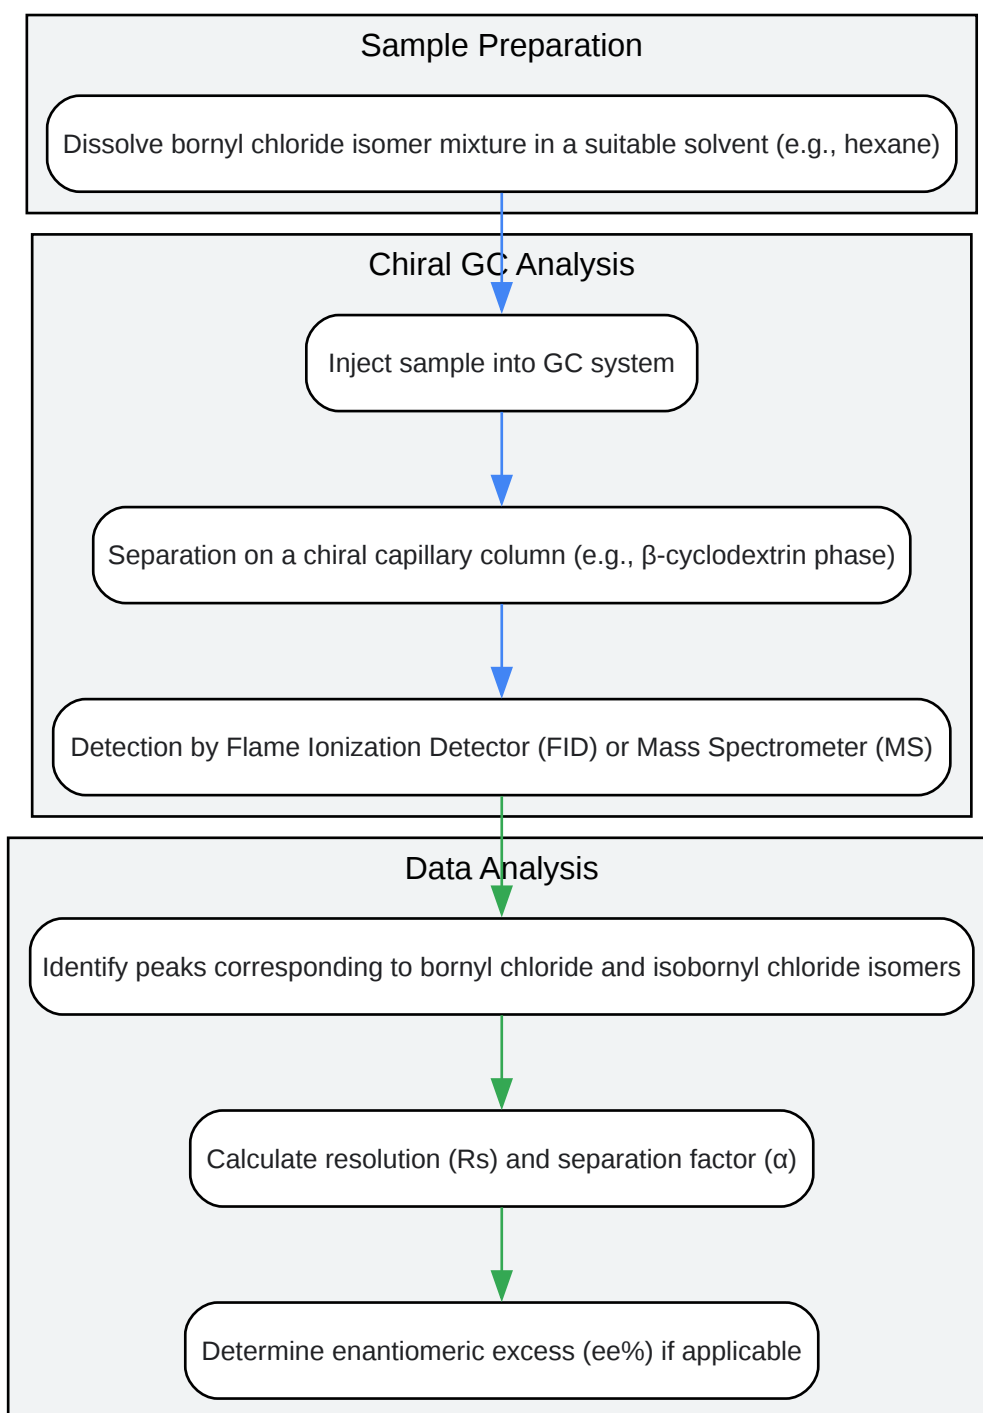 Sample Preparation
Dissolve bornyl chloride isomer mixture in a suitable solvent (e.g., hexane)
Chiral GC Analysis
Inject sample into GC system
Separation on a chiral capillary column (e.g., β-cyclodextrin phase)
Detection by Flame Ionization Detector (FID) or Mass Spectrometer (MS)
Data Analysis
Identify peaks corresponding to bornyl chloride and isobornyl chloride isomers
Calculate resolution (Rs) and separation factor (α)
Determine enantiomeric excess (ee%) if applicable